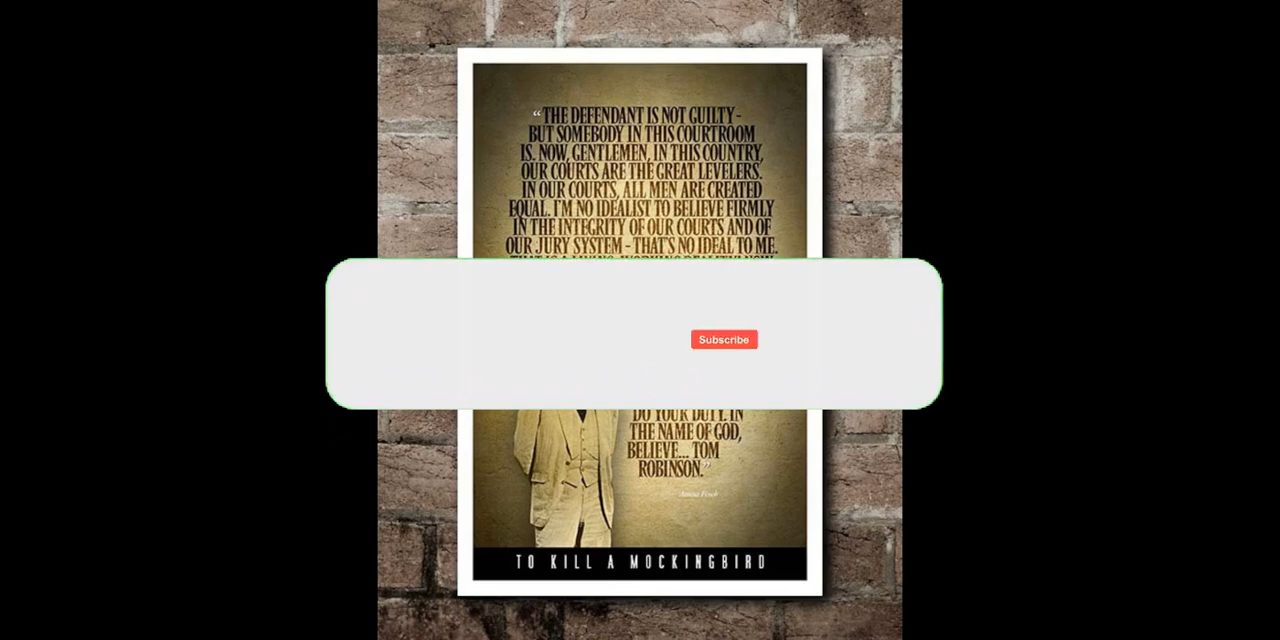 “THE DEFENDANT IS NOT GUILTY -
BUT SOMEBODY IN THIS COURTROOM
IS. NOW, GENTLEMEN, IN THIS COUNTRY,
OUR COURTS ARE THE GREAT LEVELERS.
IN OUR COURTS, ALL MEN ARE CREATED
EQUAL. I'M NO IDEALIST TO BELIEVE FIRMLY
IN THE INTEGRITY OF OUR COURTS AND OF
OUR JURY SYSTEM - THAT'S NO IDEAL TO ME.
Subscribe
DO YOUR DUTY. IN
THE NAME OF GOD,
BELIEVE... TOM
ROBINSON.”
Atticus Finch
TO KILL A MOCKINGBIRD